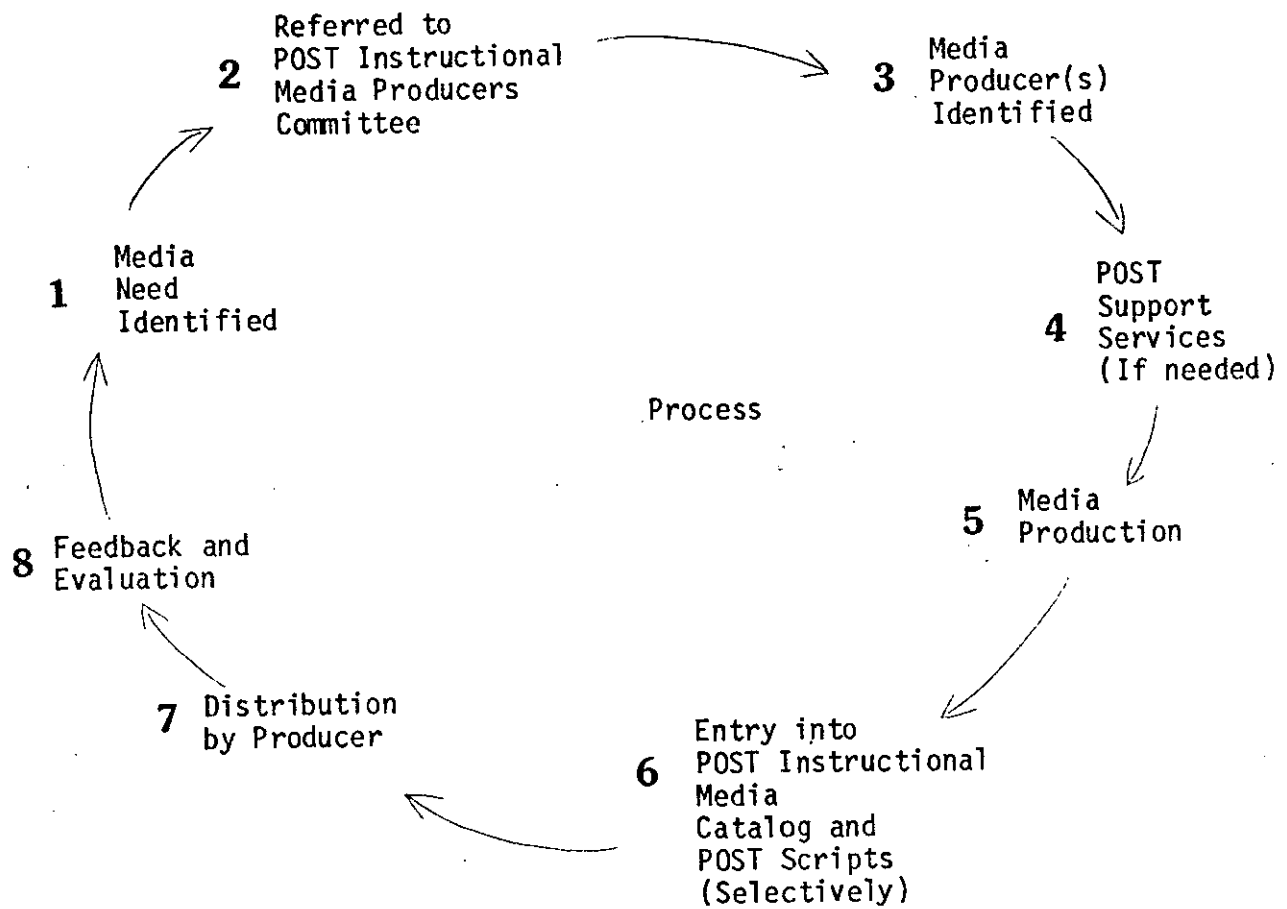 1 Media
Need
Identified
2 Referred to
POST Instructional
Media Producers
Committee
3 Media
Producer(s)
Identified
4 POST
Support
Services
(If needed)
5 Media
Production
6 Entry into
POST Instructional
Media
Catalog and
POST Scripts
(Selectively)
7 Distribution
by Producer
8 Feedback and
Evaluation
Process